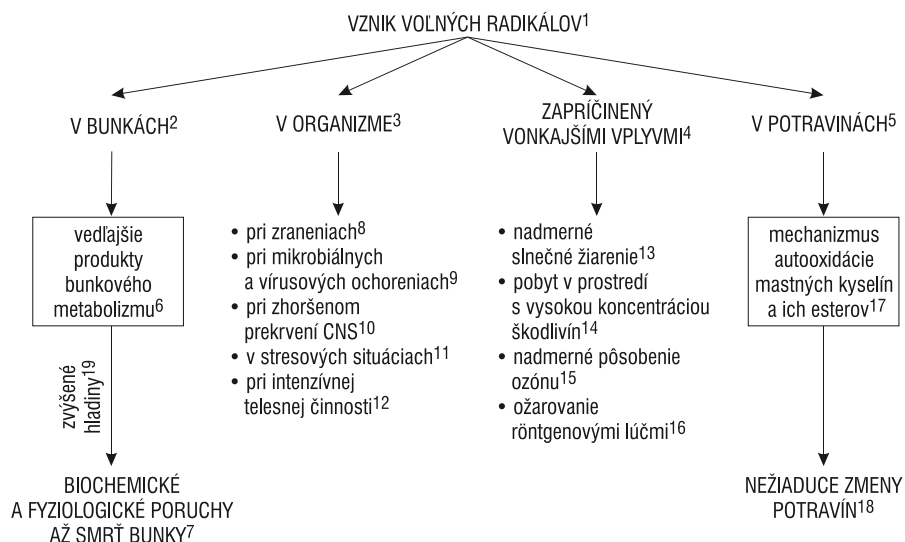 VZNIK VOĽNÝCH RADIKÁLOV1
V BUNKÁCH2
V ORGANIZME3
ZAPRÍČINENÝ
VONKAJŠÍMI VPLYVMI4
V POTRAVINÁCH5
vedľajšie
produkty
bunkového
metabolizmu6
• pri zraneniach8
• pri mikrobiálnych
a vírusových ochoreniach9
• pri zhoršenom
prekrvení CNS10
• v stresových situáciach11
• pri intenzívnej
telesnej činnosti12
• nadmerné
slnečné žiarenie13
• pobyt v prostredí
s vysokou koncentráciou
škodlivín14
• nadmerné pôsobenie
ozónu15
• ožarovanie
röntgenovými lúčmi16
mechanizmus
autooxidácie
mastných kyselín
a ich esterov17
zvýšené
hladiny19
BIOCHEMICKÉ
A FYZIOLOGICKÉ PORUCHY
AŽ SMRŤ BUNKY7
NEŽIADUCE ZMENY
POTRAVÍN18